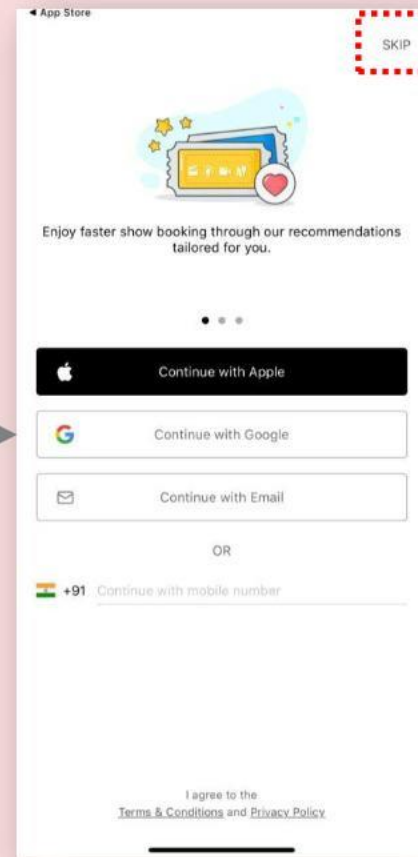 ◀ App Store
SKIP
Enjoy faster show booking through our recommendations
tailored for you.
Continue with Apple
Continue with Google
Continue with Email
OR
+91 Continue with mobile number
I agree to the
Terms & Conditions and Privacy Policy